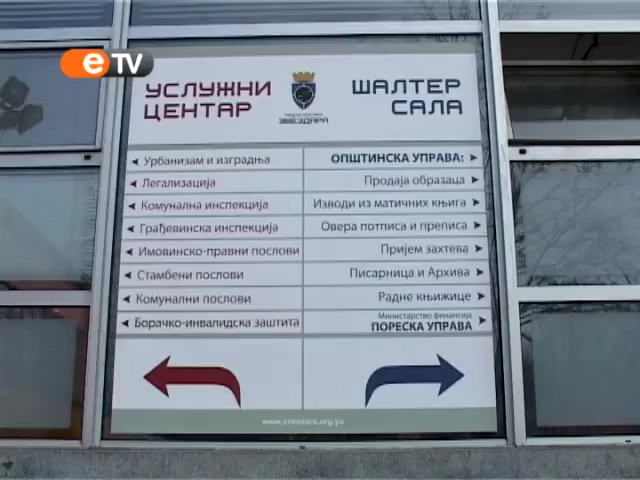 eTV
УСЛУЖНИ
ЦЕНТАР
ЗВЕЗДАРА
ШАЛТЕР
САЛА
Урбанизам и изградња
Легализација
Комунална инспекција
Грађевинска инспекција
Имовинско-правни послови
Стамбени послови
Комунални послови
Борачко-инвалидска заштита
ОПШТИНСКА УПРАВА:
Продаја образаца
Изводи из матичних књига
Овера потписа и преписа
Пријем захтева
Писарница и Архива
Радне књижице
Министарство финансија
ПОРЕСКА УПРАВА
www.zvezdara.org.yu